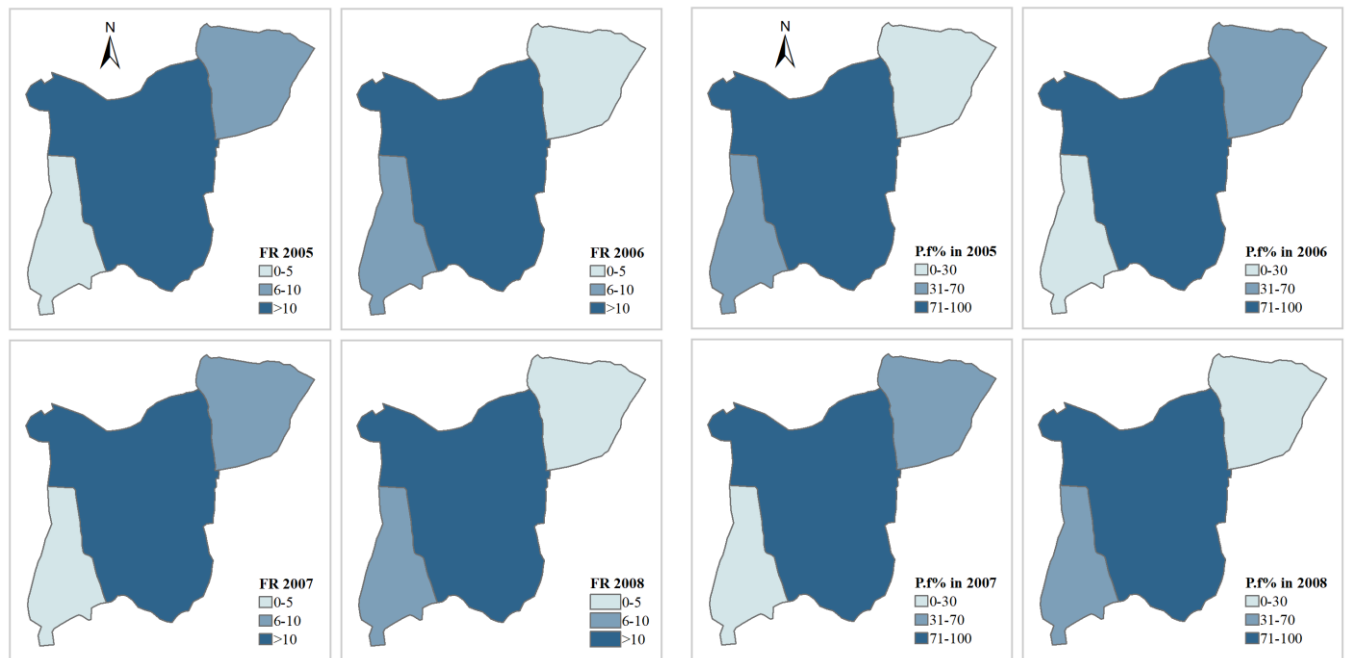 N
FR 2005
0-5
6-10
>10
FR 2006
0-5
6-10
>10
N
P.f% in 2005
0-30
31-70
71-100
P.f% in 2006
0-30
31-70
71-100
FR 2007
0-5
6-10
>10
FR 2008
0-5
6-10
>10
P.f% in 2007
0-30
31-70
71-100
P.f% in 2008
0-30
31-70
71-100